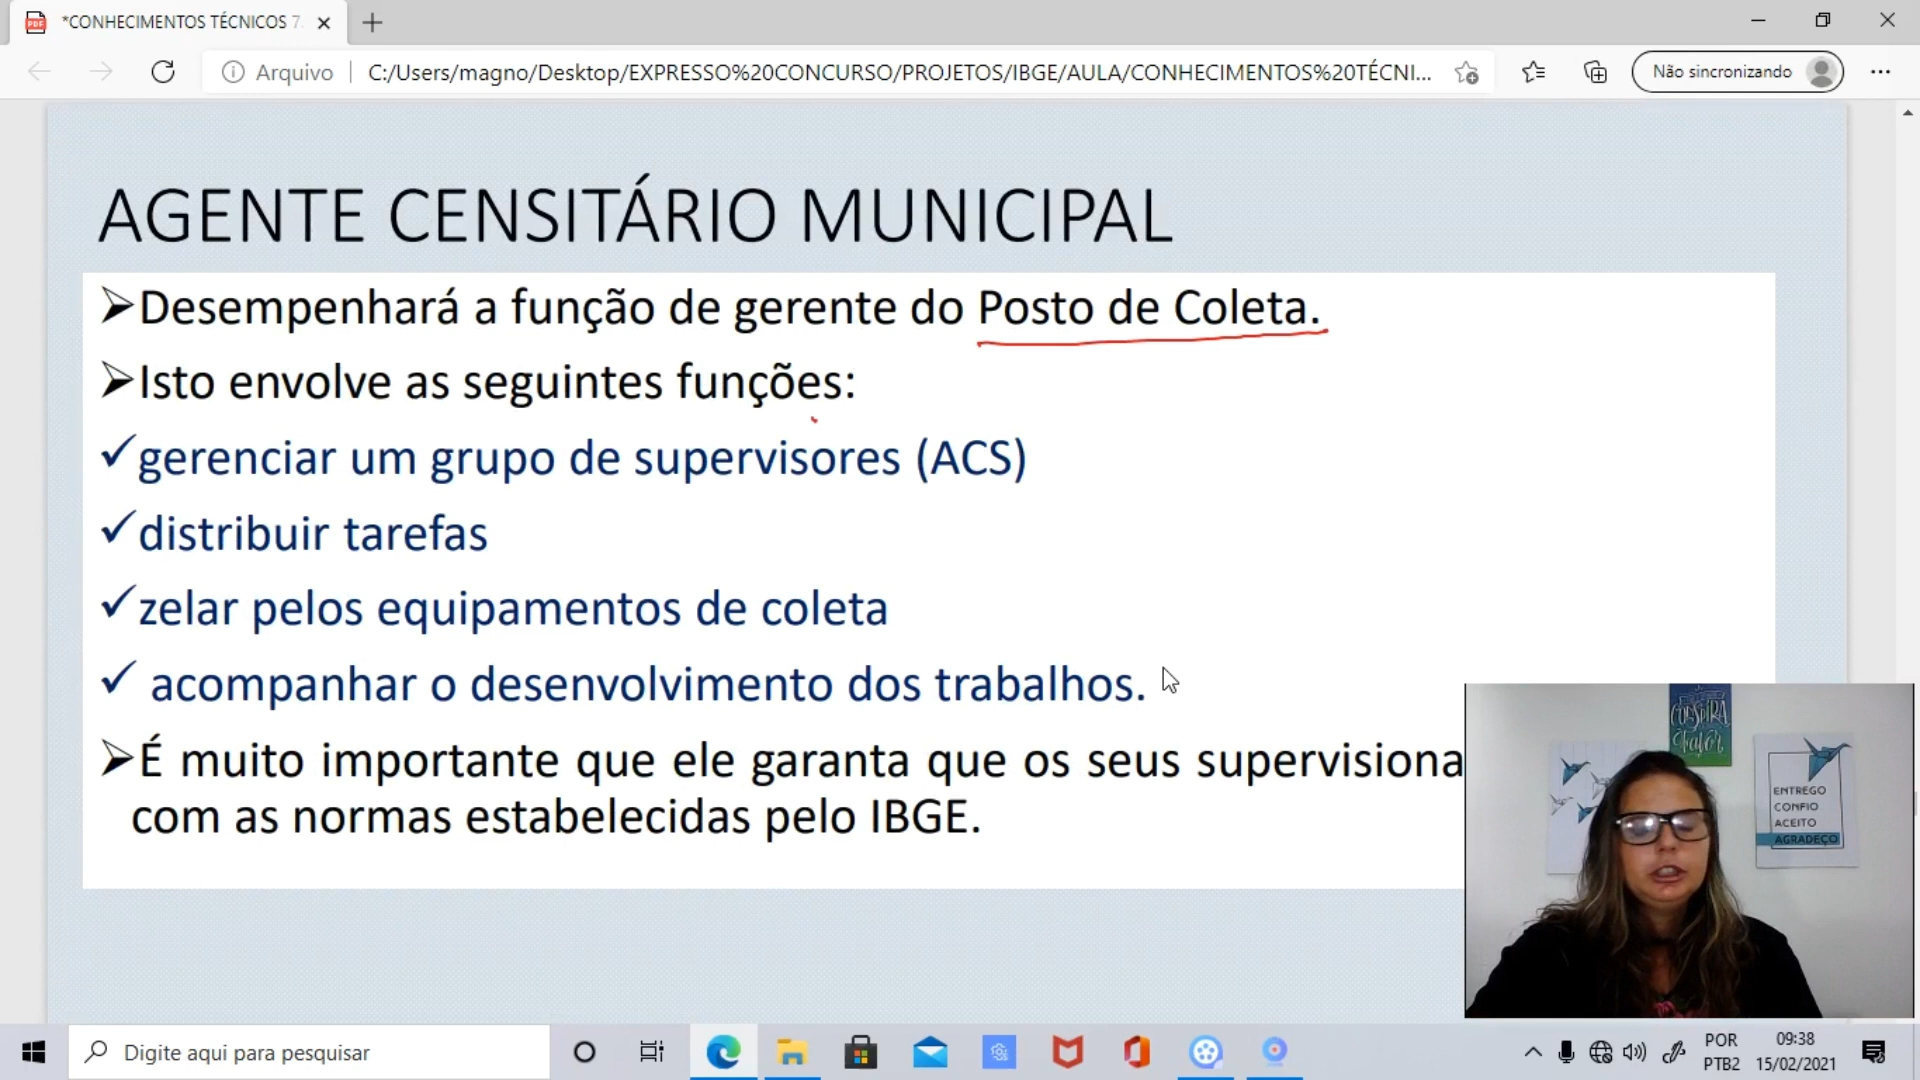 *CONHECIMENTOS TÉCNICOS 7.
Arquivo
C:/Users/magno/Desktop/EXPRESSO%20CONCURSO/PROJETOS/IBGE/AULA/CONHECIMENTOS%20TÉCNI...
Não sincronizando
AGENTE CENSITÁRIO MUNICIPAL
➢Desempenhará a função de gerente do Posto de Coleta.
➢Isto envolve as seguintes funções:
✓gerenciar um grupo de supervisores (ACS)
✓distribuir tarefas
✓zelar pelos equipamentos de coleta
✓ acompanhar o desenvolvimento dos trabalhos.
➢É muito importante que ele garanta que os seus supervisiona
com as normas estabelecidas pelo IBGE.
CONSPIRA
ENTREGO
CONFIO
ACEITO
AGRADEÇO
Digite aqui para pesquisar
POR
PTB2
09:38
15/02/2021